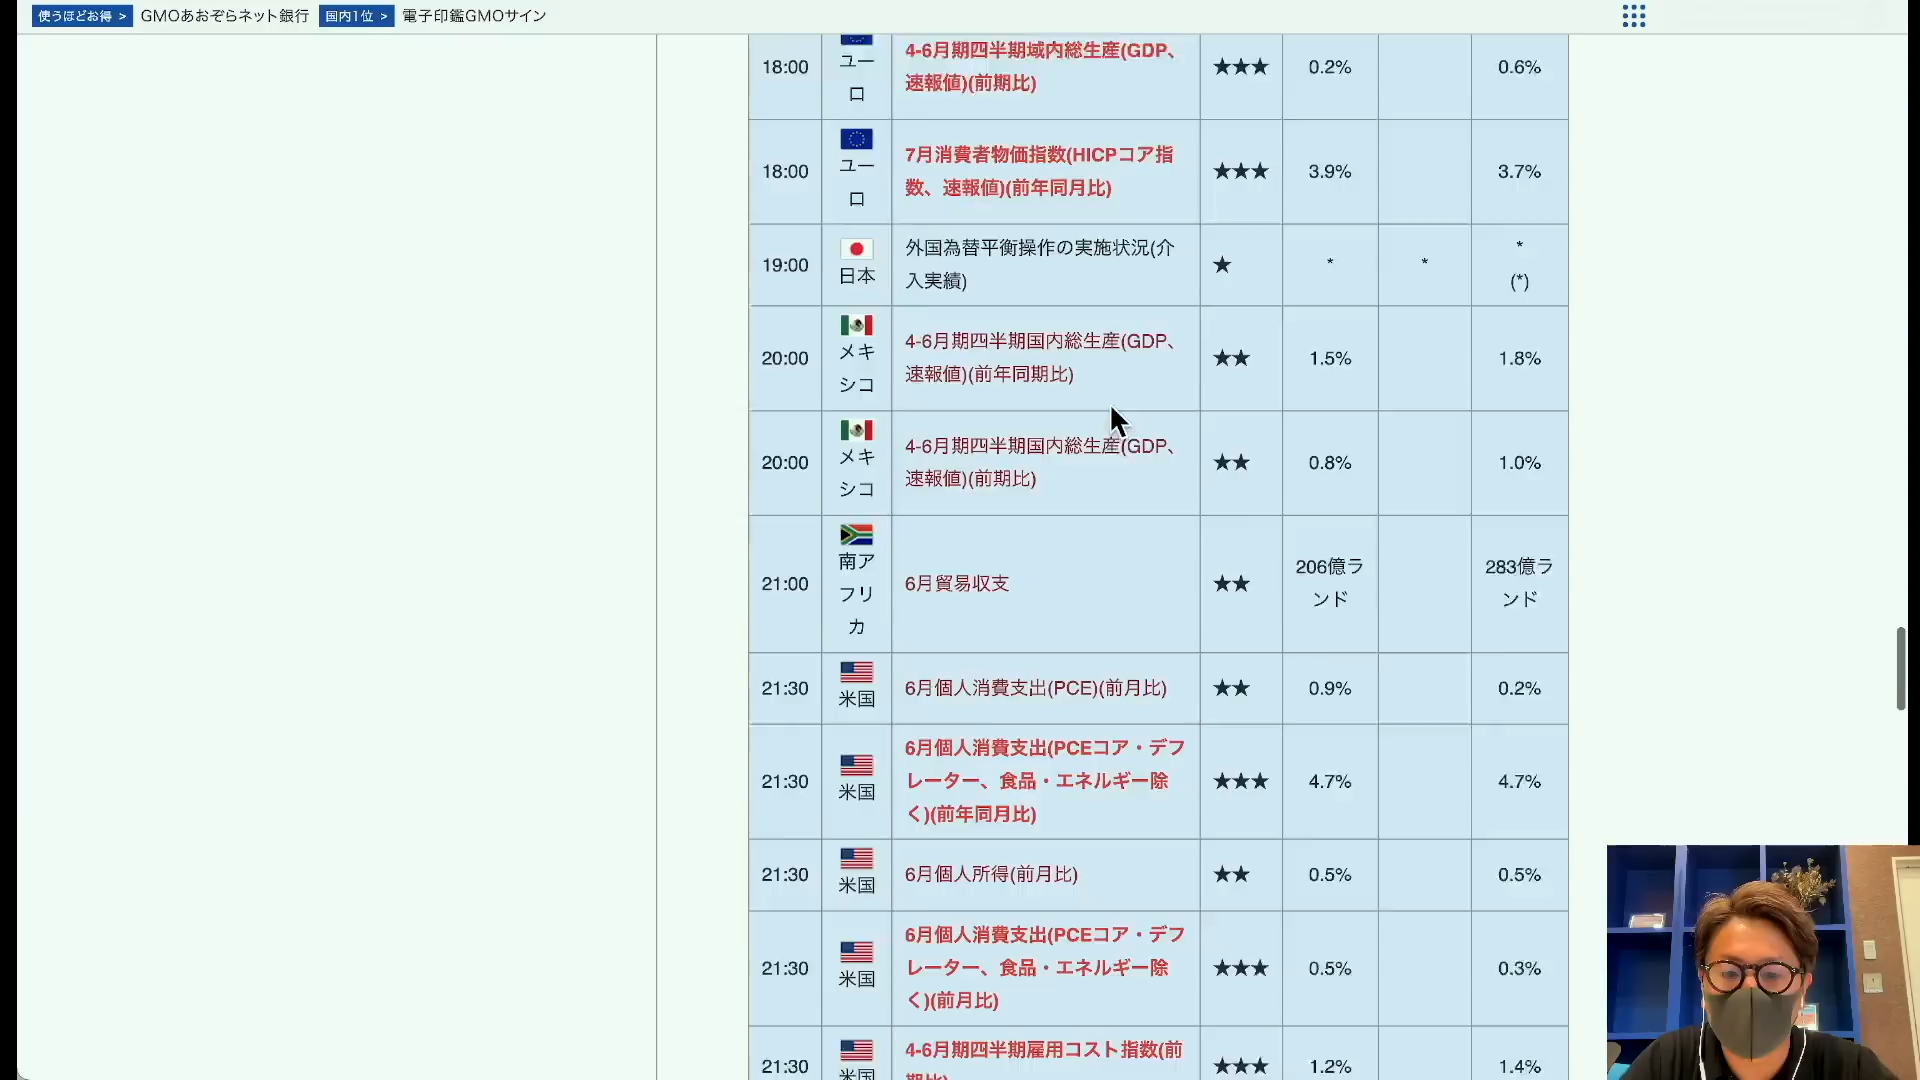 使うほどお得 > GMOあおぞらネット銀行 国内1位 > 電子印鑑GMOサイン
18:00 ユーロ 4-6月期四半期域内総生産(GDP、 ★★★ 0.2% 0.6%
速報値)(前期比)
18:00 ユーロ 7月消費者物価指数(HICPコア指 ★★★ 3.9% 3.7%
数、速報値)(前年同月比)
19:00 日本 外国為替平衡操作の実施状況(介 ★ * * *
入実績) (*)
20:00 メキシコ 4-6月期四半期国内総生産(GDP、 ★★ 1.5% 1.8%
速報値)(前年同期比)
20:00 メキシコ 4-6月期四半期国内総生産(GDP、 ★★ 0.8% 1.0%
速報値)(前期比)
21:00 南アフリカ 6月貿易収支 ★★ 206億ランド 283億ランド
21:30 米国 6月個人消費支出(PCE)(前月比) ★★ 0.9% 0.2%
21:30 米国 6月個人消費支出(PCEコア・デフ ★★★ 4.7% 4.7%
レーター、食品・エネルギー除
く)(前年同月比)
21:30 米国 6月個人所得(前月比) ★★ 0.5% 0.5%
21:30 米国 6月個人消費支出(PCEコア・デフ ★★★ 0.5% 0.3%
レーター、食品・エネルギー除
く)(前月比)
21:30 米国 4-6月期四半期雇用コスト指数(前 ★★★ 1.2% 1.4%
期比)